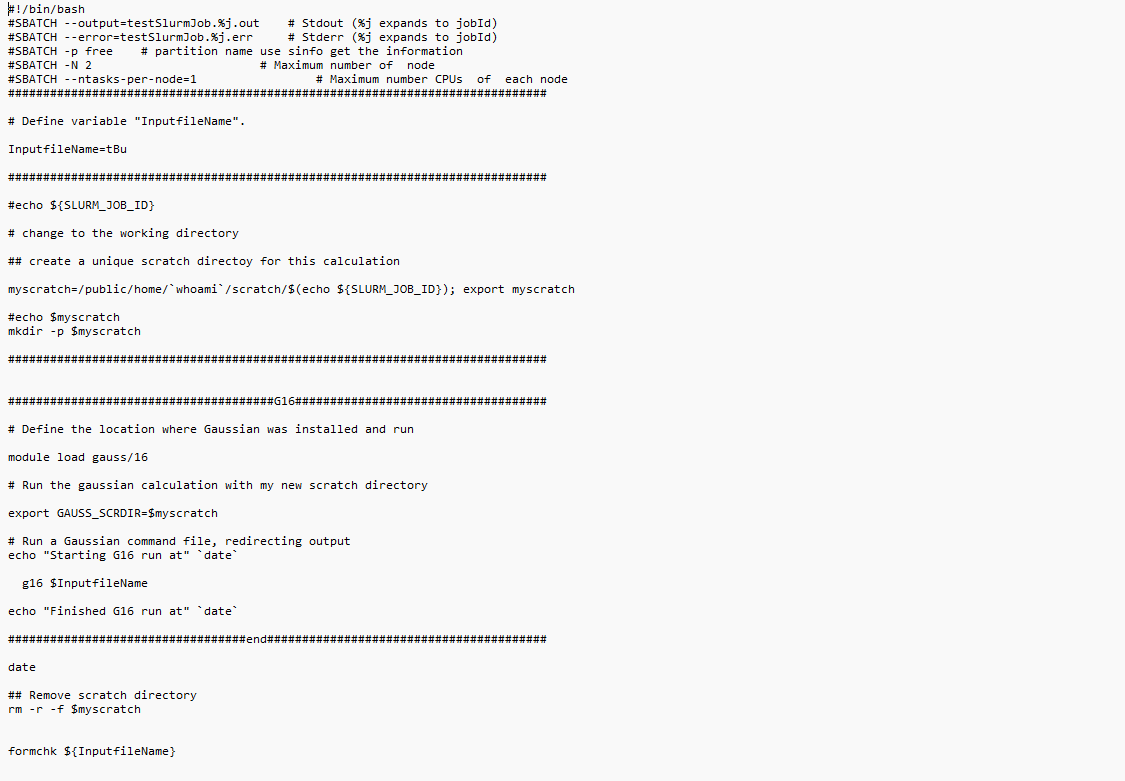 #!/bin/bash
#SBATCH --output=testSlurmJob.%j.out    # Stdout (%j expands to jobId)
#SBATCH --error=testSlurmJob.%j.err     # Stderr (%j expands to jobId)
#SBATCH -p free    # partition name use sinfo get the information
#SBATCH -N 2                        # Maximum number of  node
#SBATCH --ntasks-per-node=1                 # Maximum number CPUs  of  each node
#############################################################################
# Define variable "InputfileName".
InputfileName=tBu
#############################################################################
#echo ${SLURM_JOB_ID}
# change to the working directory
## create a unique scratch directoy for this calculation
myscratch=/public/home/`whoami`/scratch/$(echo ${SLURM_JOB_ID}); export myscratch
#echo $myscratch
mkdir -p $myscratch
#############################################################################
######################################G16####################################
# Define the location where Gaussian was installed and run
module load gauss/16
# Run the gaussian calculation with my new scratch directory
export GAUSS_SCRDIR=$myscratch
# Run a Gaussian command file, redirecting output
echo "Starting G16 run at" `date`
  g16 $InputfileName
echo "Finished G16 run at" `date`
##################################end########################################
date
## Remove scratch directory
rm -r -f $myscratch
formchk ${InputfileName}